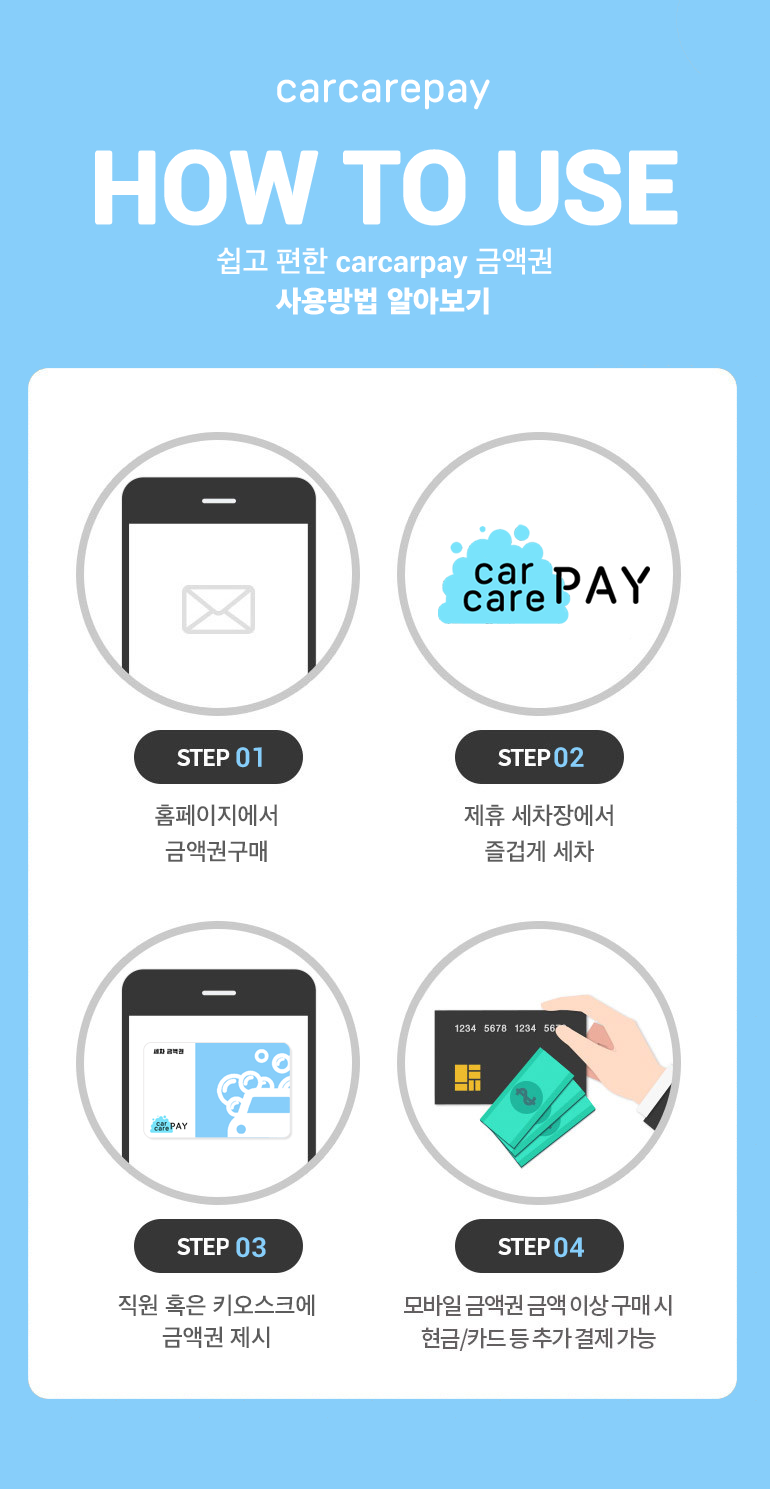 carcarepay
HOW TO USE
쉽고 편한 carcarpay 금액권
사용방법 알아보기
car
care PAY
STEP 01
STEP 02
홈페이지에서
금액권구매
제휴 세차장에서
즐겁게 세차
세차 금액권
car
care PAY
1234 5678 1234 567
STEP 03
STEP 04
직원 혹은 키오스크에
금액권 제시
모바일 금액권 금액 이상 구매 시
현금/카드 등 추가 결제 가능